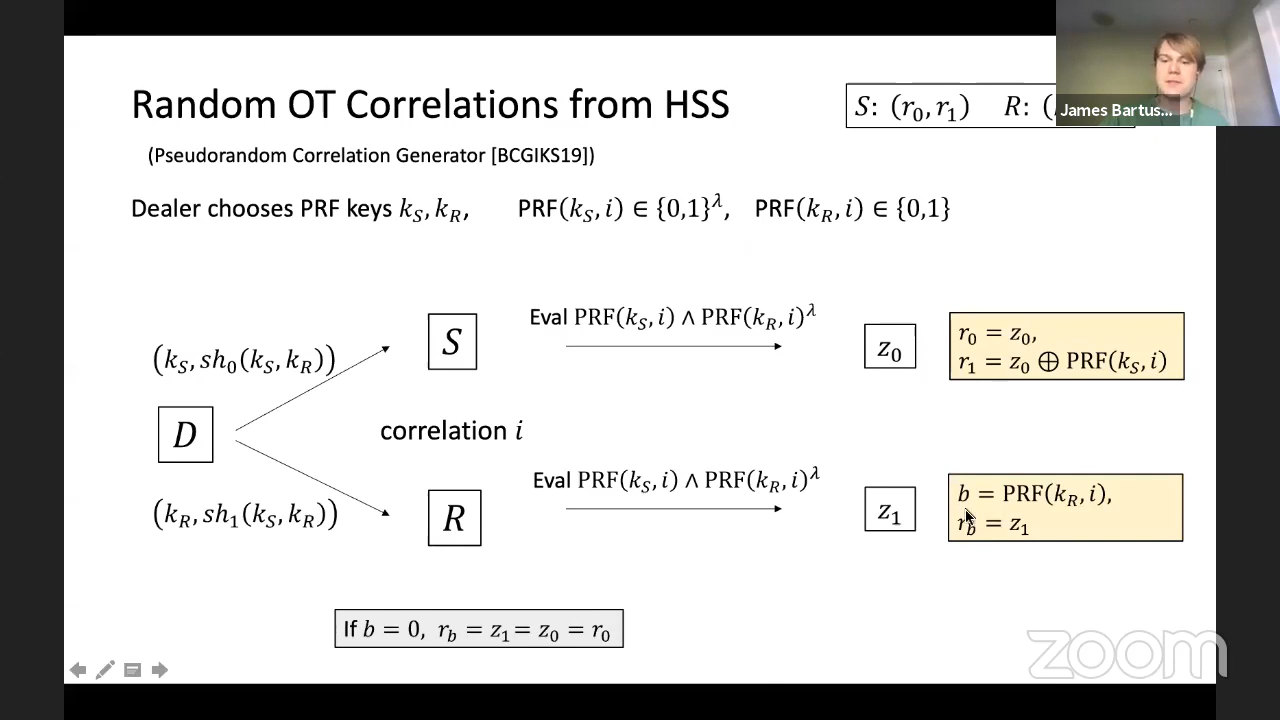 Random OT Correlations from HSS
S: (r₀, r₁) R: (
James Bartus...
(Pseudorandom Correlation Generator [BCGIKS19])
Dealer chooses PRF keys k_S, k_R, PRF(k_S, i) ∈ {0,1}^λ, PRF(k_R, i) ∈ {0,1}
(k_S, sh₀(k_S, k_R))
S
Eval PRF(k_S, i) ∧ PRF(k_R, i)^λ
z₀
r₀ = z₀,
r₁ = z₀ ⊕ PRF(k_S, i)
D
correlation i
(k_R, sh₁(k_S, k_R))
R
Eval PRF(k_S, i) ∧ PRF(k_R, i)^λ
z₁
b = PRF(k_R, i),
r_b = z₁
If b = 0, r_b = z₁ = z₀ = r₀
zoom